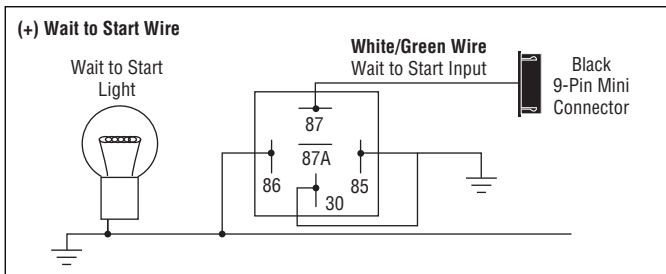 (+) Wait to Start Wire
Wait to Start
Light
White/Green Wire
Wait to Start Input
Black
9-Pin Mini
Connector
87
87A
86
85
30